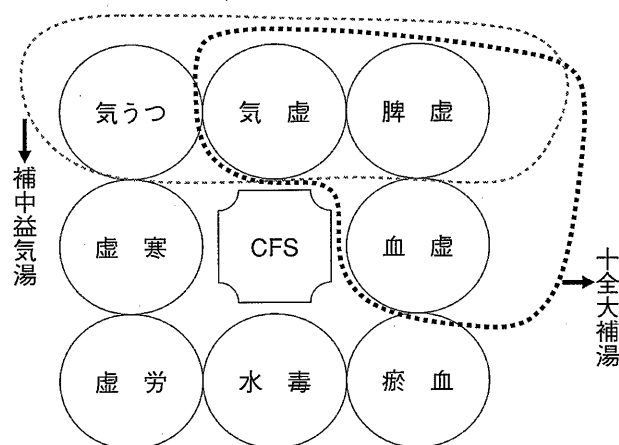 気うつ
気 虚
脾 虚
補中益気湯
虚 寒
CFS
血 虚
十全大補湯
虚 労
水 毒
瘀 血